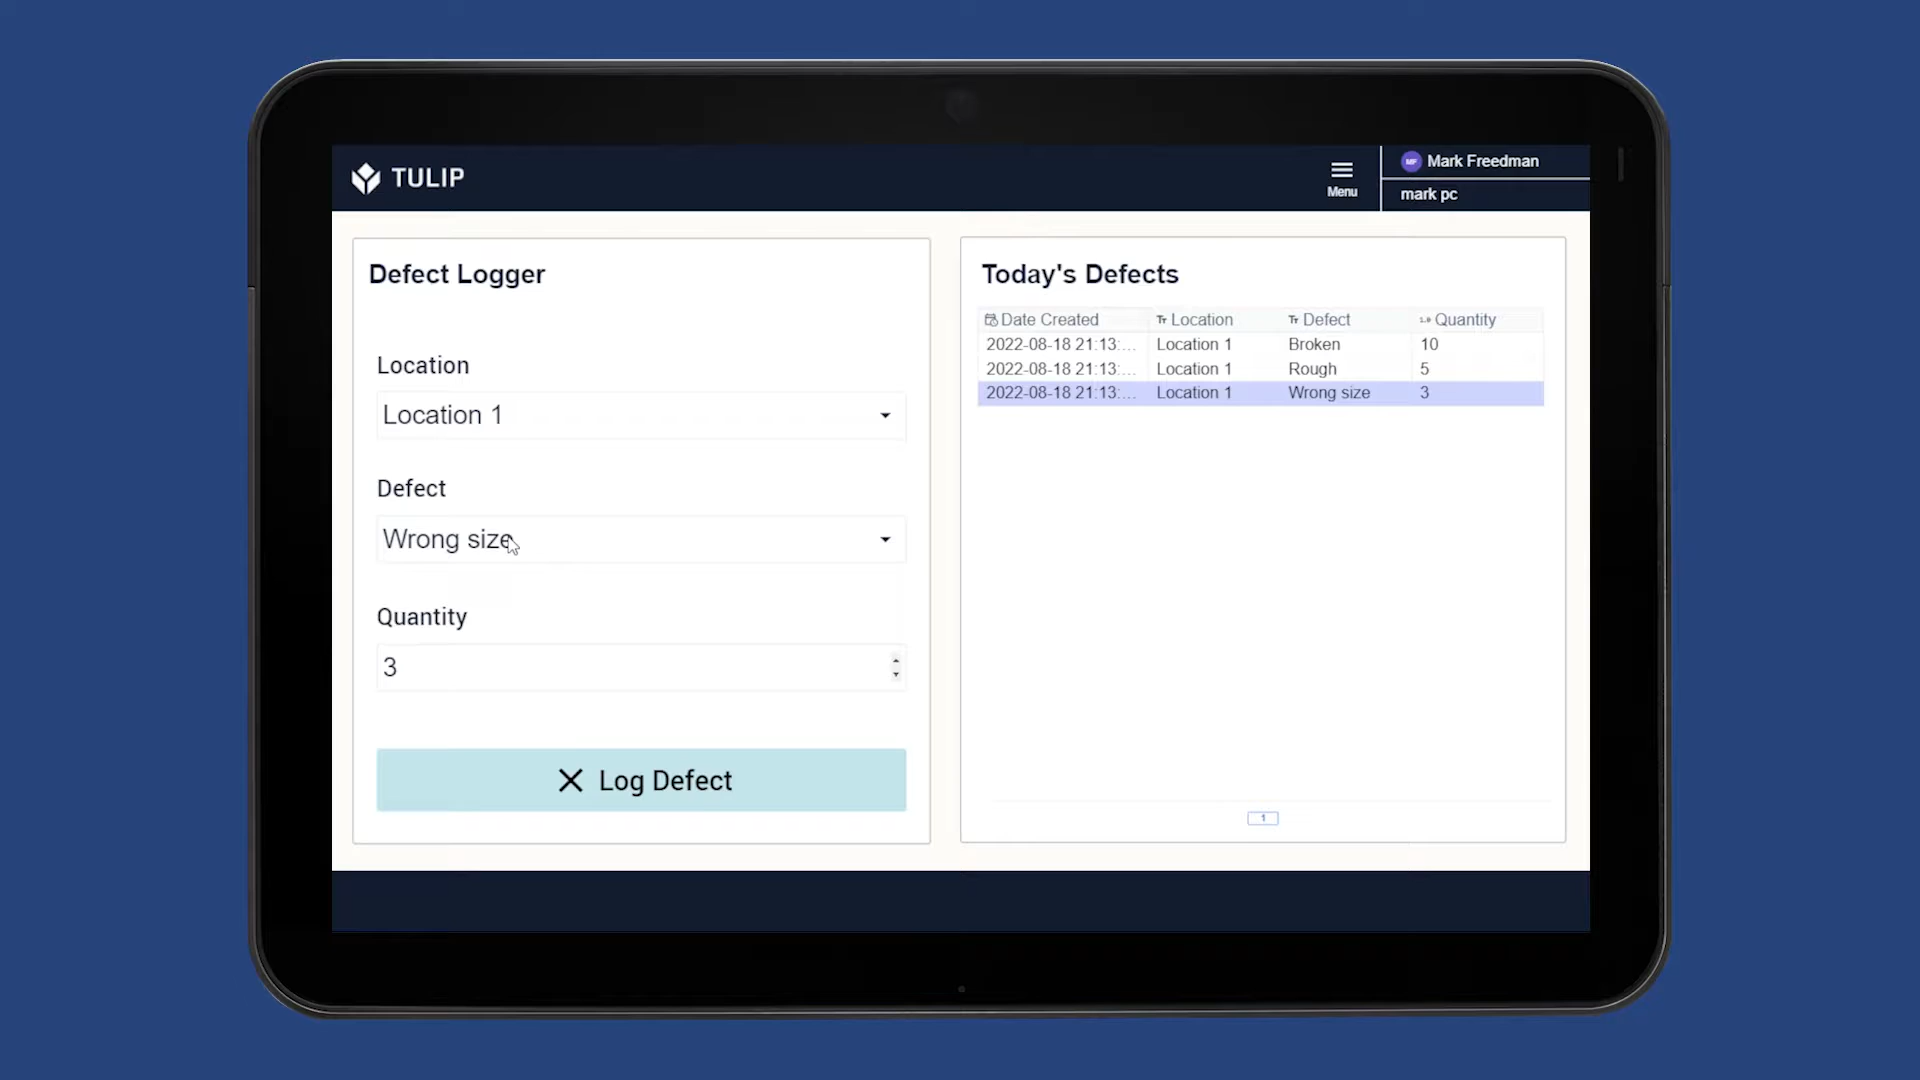 TULIP
Menu
MF Mark Freedman
mark pc
Defect Logger
Location
Location 1
Defect
Wrong size
Quantity
3
Log Defect
Today's Defects
Date Created Location Defect Quantity
2022-08-18 21:13:... Location 1 Broken 10
2022-08-18 21:13:... Location 1 Rough 5
2022-08-18 21:13:... Location 1 Wrong size 3
1